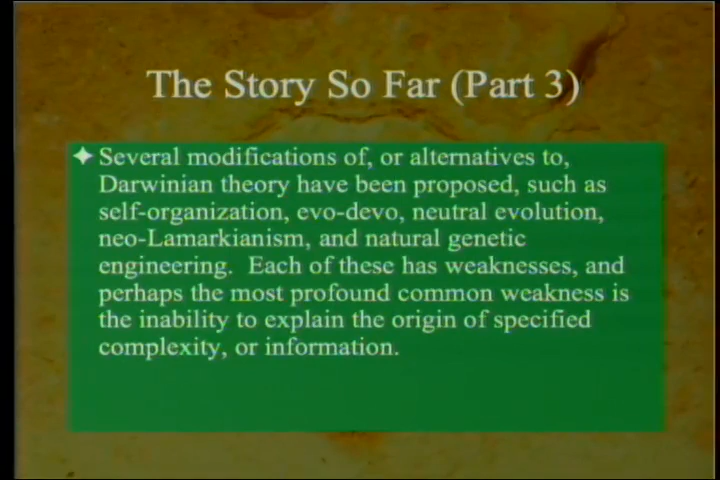 The Story So Far (Part 3)
Several modifications of, or alternatives to,
Darwinian theory have been proposed, such as
self-organization, evo-devo, neutral evolution,
neo-Lamarkianism, and natural genetic
engineering. Each of these has weaknesses, and
perhaps the most profound common weakness is
the inability to explain the origin of specified
complexity, or information.